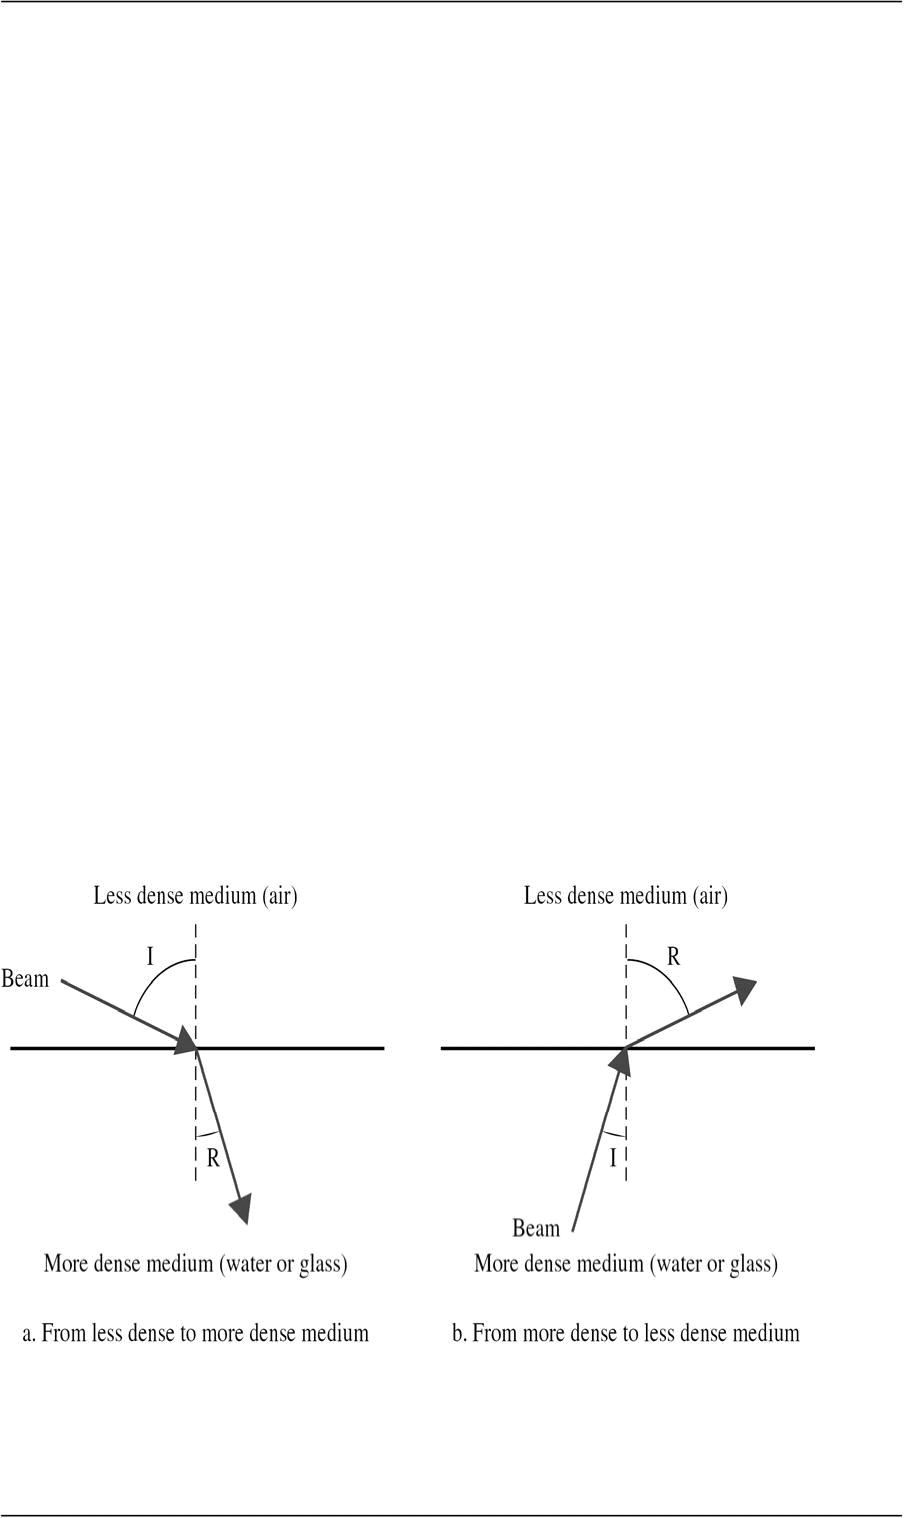 Less dense medium (air)
I
Beam
R
More dense medium (water or glass)
a. From less dense to more dense medium
Less dense medium (air)
R
I
Beam
More dense medium (water or glass)
b. From more dense to less dense medium